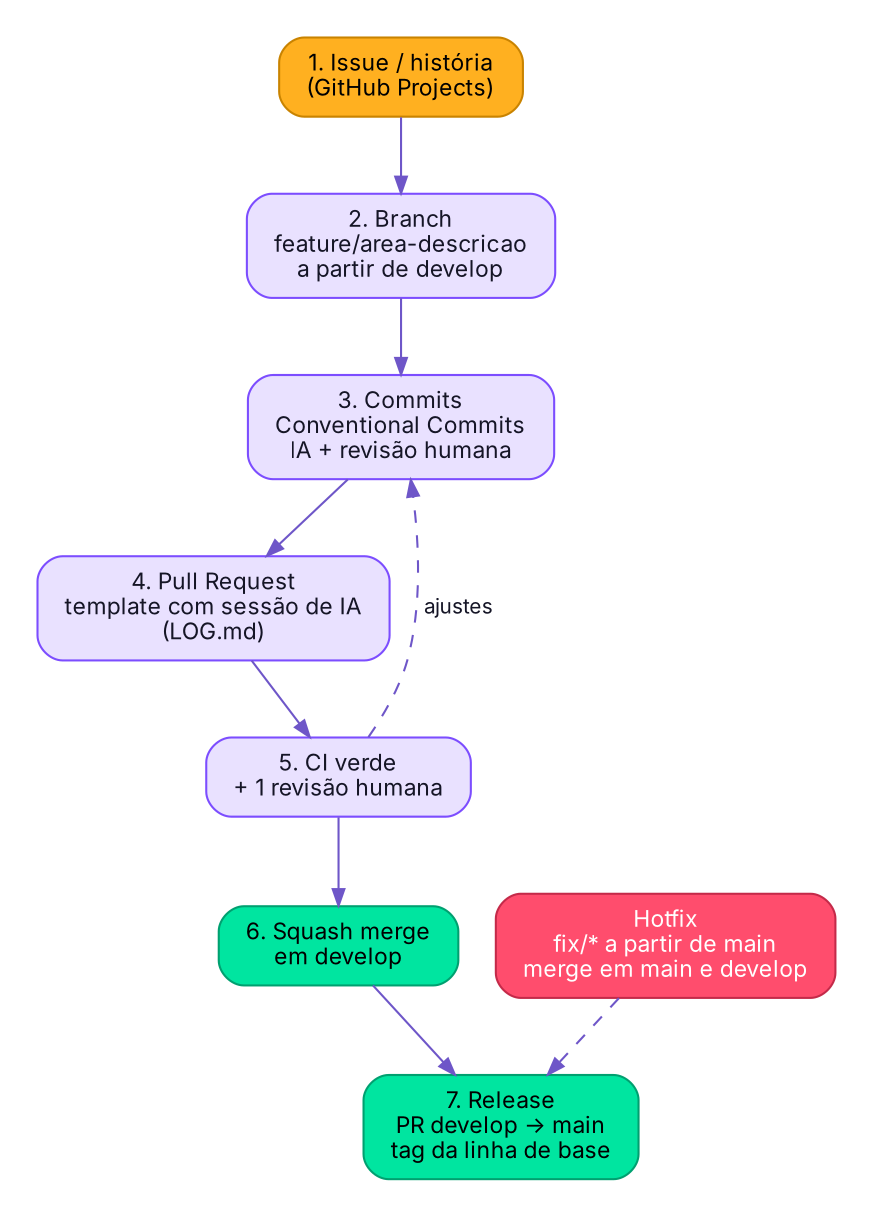 1. Issue / história
(GitHub Projects)
2. Branch
feature/area-descricao
a partir de develop
3. Commits
Conventional Commits
IA + revisão humana
4. Pull Request
template com sessão de IA
(LOG.md)
ajustes
5. CI verde
+ 1 revisão humana
6. Squash merge
em develop
Hotfix
fix/* a partir de main
merge em main e develop
7. Release
PR develop → main
tag da linha de base